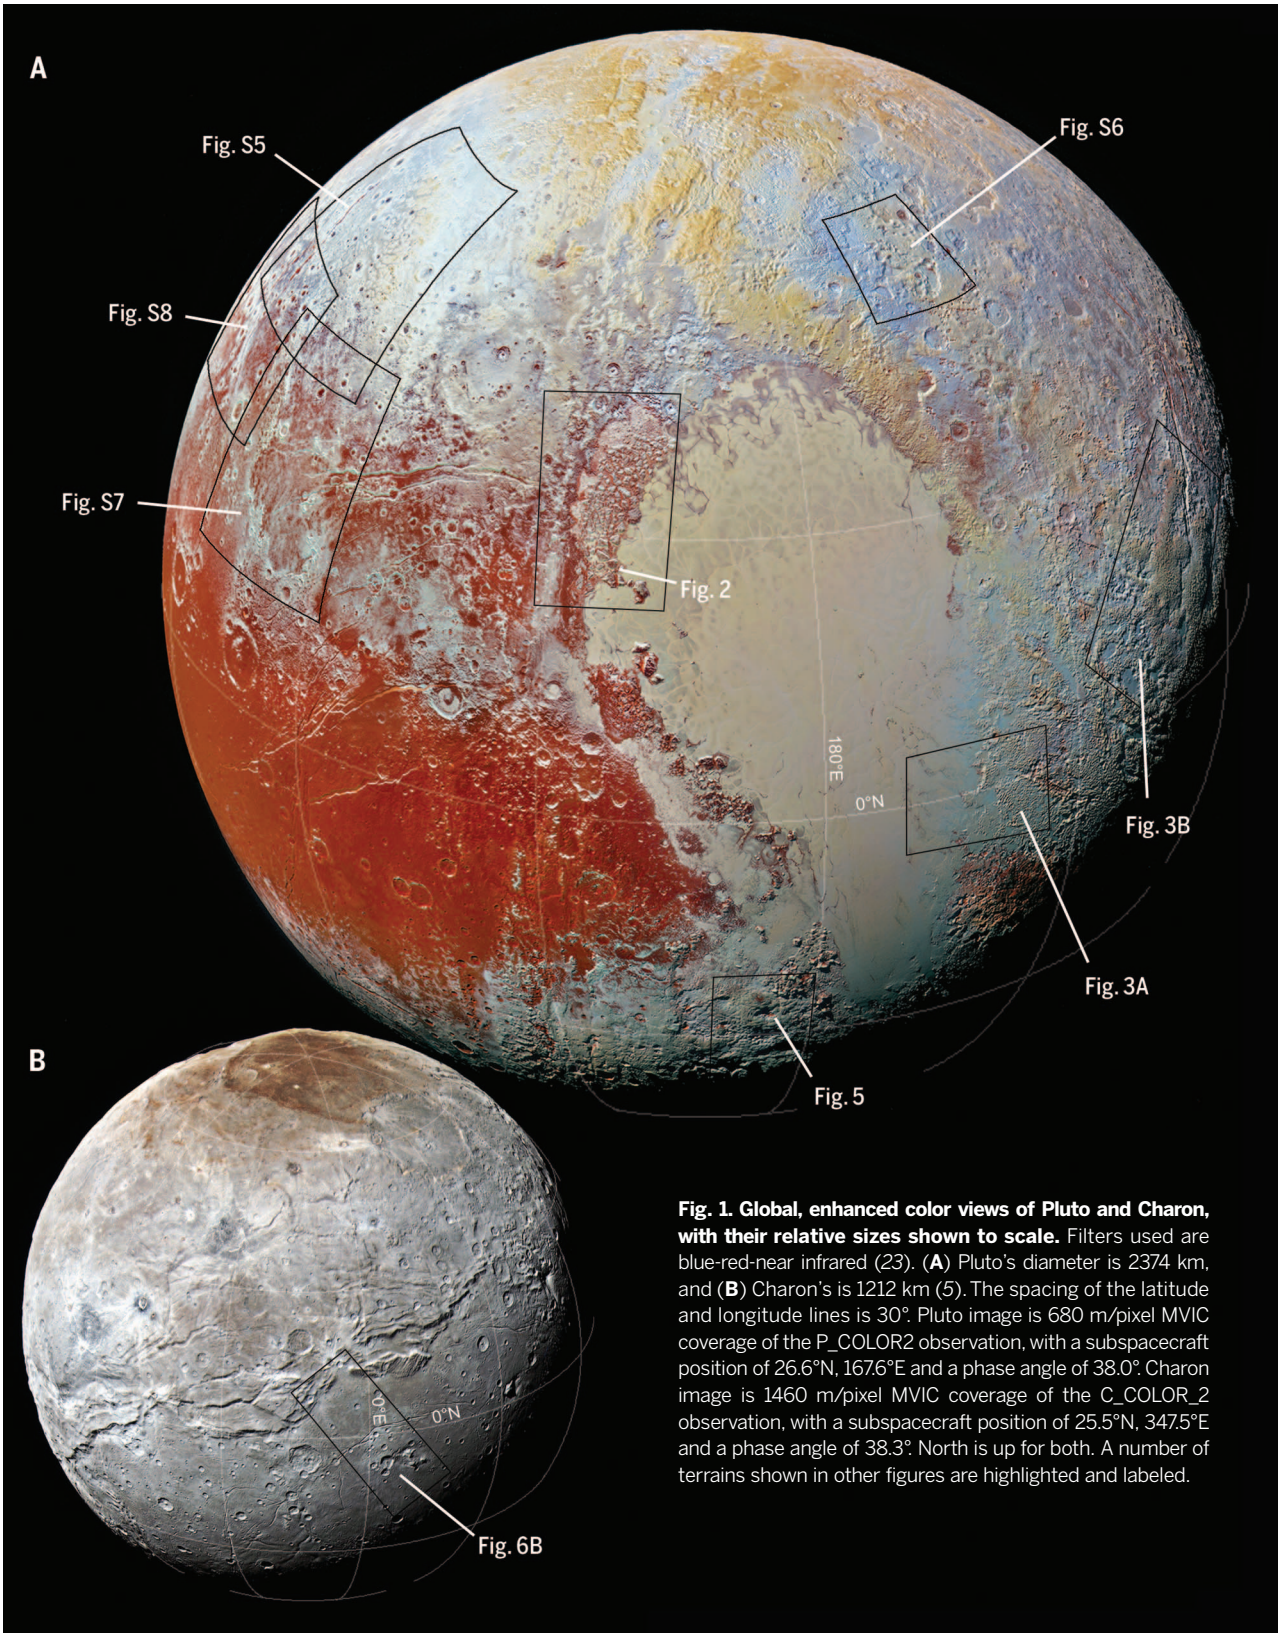 A
Fig. S5
Fig. S6
Fig. S8
Fig. S7
Fig. 2
180°E
0°N
Fig. 3B
Fig. 3A
Fig. 5
B
0°E
0°N
Fig. 6B
Fig. 1. Global, enhanced color views of Pluto and Charon,
with their relative sizes shown to scale. Filters used are
blue-red-near infrared (23). (A) Pluto's diameter is 2374 km,
and (B) Charon's is 1212 km (5). The spacing of the latitude
and longitude lines is 30°. Pluto image is 680 m/pixel MVIC
coverage of the P_COLOR2 observation, with a subspacecraft
position of 26.6°N, 167.6°E and a phase angle of 38.0°. Charon
image is 1460 m/pixel MVIC coverage of the C_COLOR_2
observation, with a subspacecraft position of 25.5°N, 347.5°E
and a phase angle of 38.3°. North is up for both. A number of
terrains shown in other figures are highlighted and labeled.